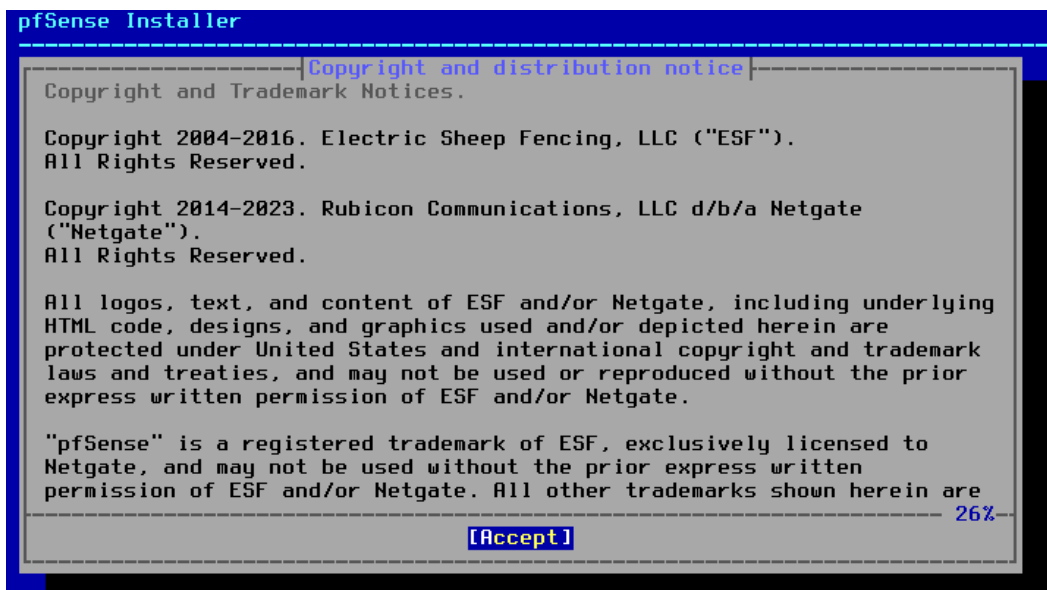 pfSense Installer
Copyright and distribution notice
Copyright and Trademark Notices.
Copyright 2004-2016. Electric Sheep Fencing, LLC ("ESF").
All Rights Reserved.
Copyright 2014-2023. Rubicon Communications, LLC d/b/a Netgate
("Netgate").
All Rights Reserved.
All logos, text, and content of ESF and/or Netgate, including underlying
HTML code, designs, and graphics used and/or depicted herein are
protected under United States and international copyright and trademark
laws and treaties, and may not be used or reproduced without the prior
express written permission of ESF and/or Netgate.
"pfSense" is a registered trademark of ESF, exclusively licensed to
Netgate, and may not be used without the prior express written
permission of ESF and/or Netgate. All other trademarks shown herein are
26%
[Accept]